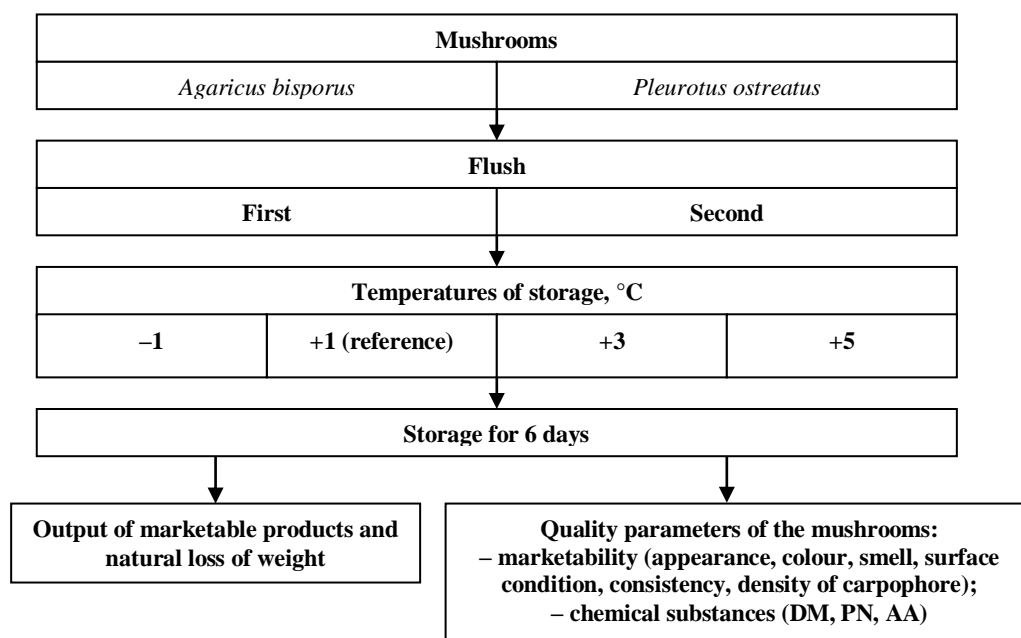 Mushrooms
Agaricus bisporus
Pleurotus ostreatus
Flush
First
Second
Temperatures of storage, °C
–1
+1 (reference)
+3
+5
Storage for 6 days
Output of marketable products and
natural loss of weight
Quality parameters of the mushrooms:
– marketability (appearance, colour, smell, surface
condition, consistency, density of carpophore);
– chemical substances (DM, PN, AA)